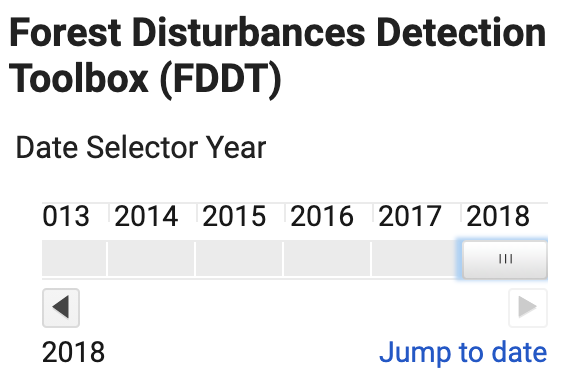 Forest Disturbances Detection
Toolbox (FDDT)
Date Selector Year
013 2014 2015 2016 2017 2018
2018 Jump to date